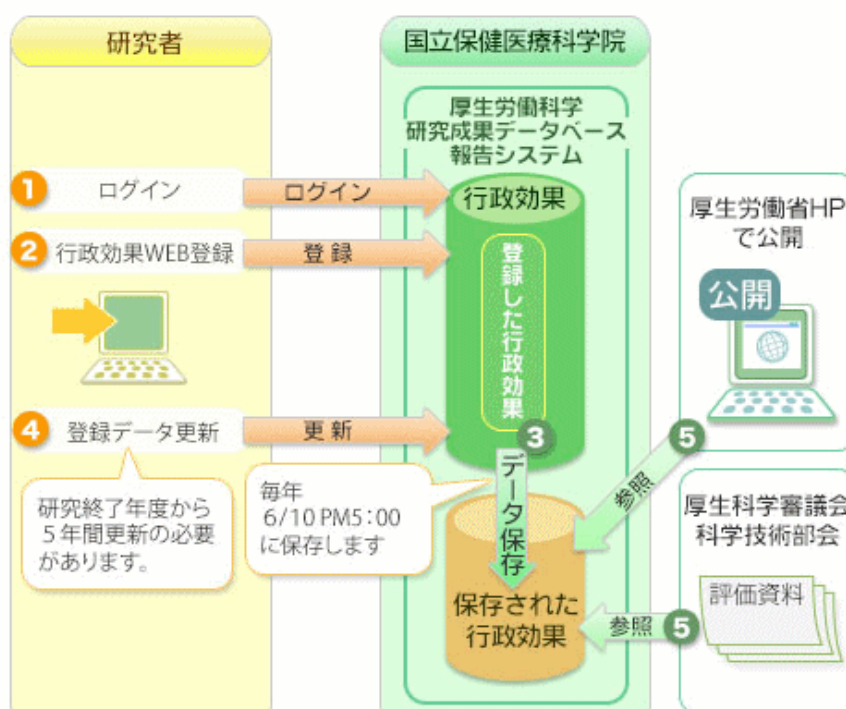 研究者
国立保健医療科学院
厚生労働科学
研究成果データベース
報告システム
1 ログイン
ログイン
行政効果
2 行政効果WEB登録
登録
登録した行政効果
4 登録データ更新
更新
研究終了年度から
5年間更新の必要
があります。
毎年
6/10 PM5:00
に保存します
3
データ保存
保存された
行政効果
厚生労働省HP
で公開
公開
5
参照
厚生科学審議会
科学技術部会
評価資料
5
参照